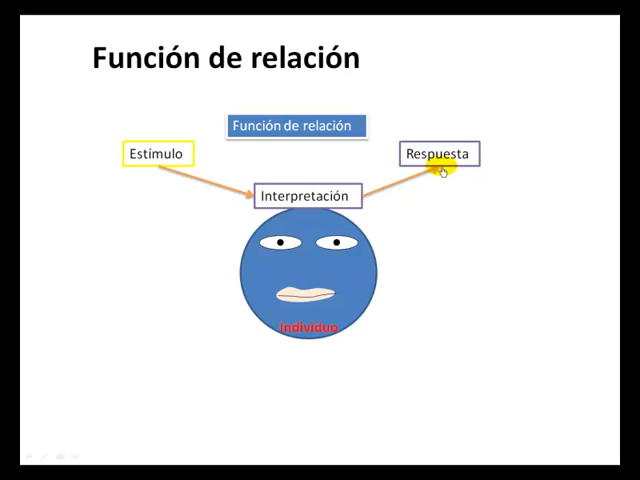 Función de relación
Función de relación
Estímulo
Respuesta
Interpretación
Individuo